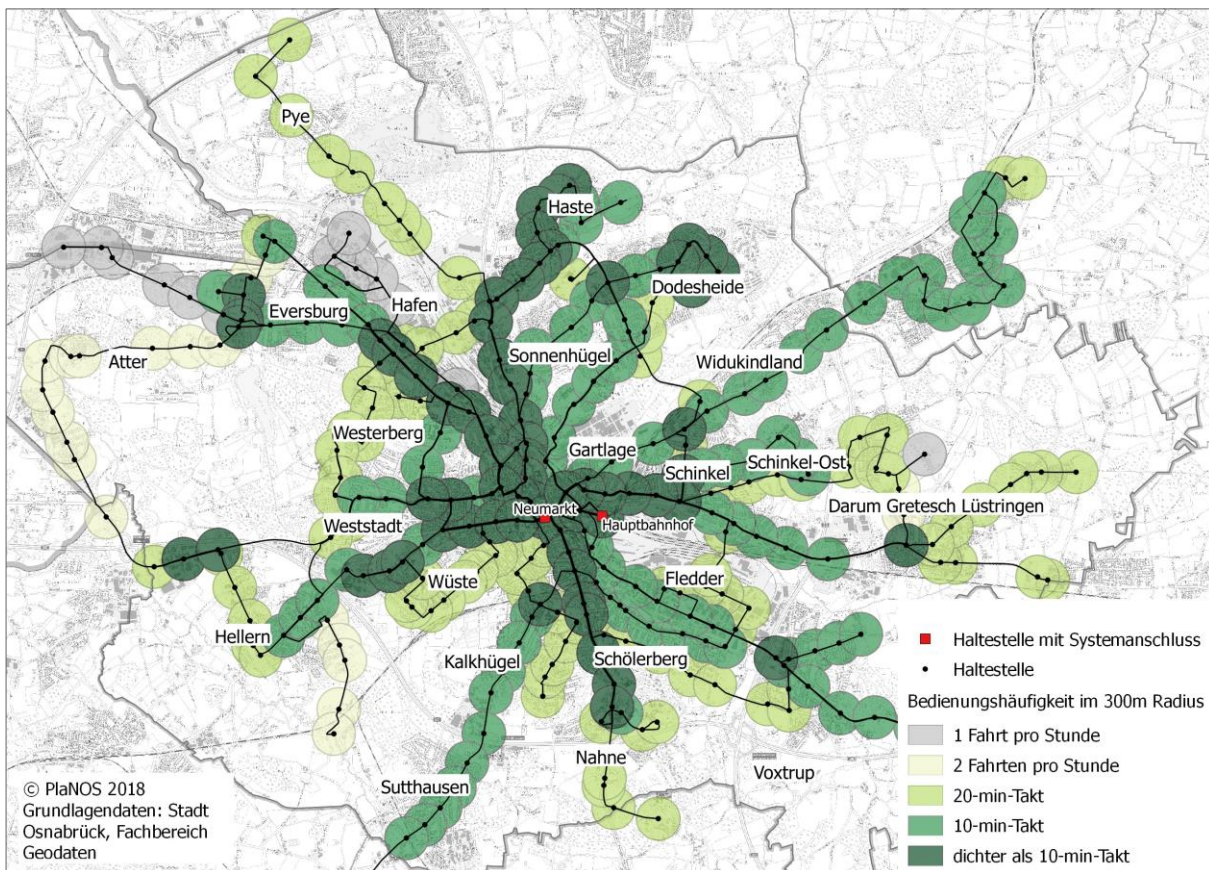 Pye
Haste
Dodesheide
Hafen
Eversburg
Sonnenhügel
Widukindland
Atter
Westerberg
Gartlage
Schinkel
Schinkel-Ost
Neumarkt
Hauptbahnhof
Darum Gretesch Lüstringen
Weststadt
Wüste
Fledder
Hellern
Kalkhügel
Schölerberg
Nahne
Voxtrup
Sutthausen
Haltestelle mit Systemanschluss
Haltestelle
Bedienungshäufigkeit im 300m Radius
1 Fahrt pro Stunde
2 Fahrten pro Stunde
20-min-Takt
10-min-Takt
dichter als 10-min-Takt
© PlaNOS 2018
Grundlagendaten: Stadt
Osnabrück, Fachbereich
Geodaten